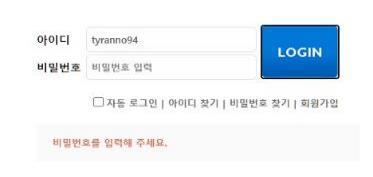 아이디 tyranno94
LOGIN
비밀번호 비밀번호 입력
자동 로그인 | 아이디 찾기 | 비밀번호 찾기 | 회원가입
비밀번호를 입력해 주세요.